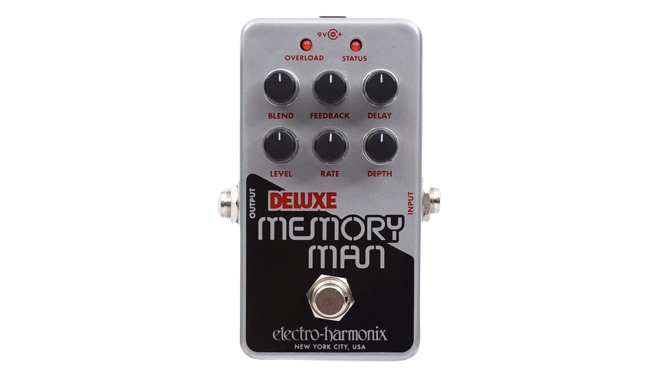 9V +
OVERLOAD STATUS
BLEND FEEDBACK DELAY
LEVEL RATE DEPTH
OUTPUT
INPUT
DELUXE
MEMORY
MAN
electro-harmonix
NEW YORK CITY, USA